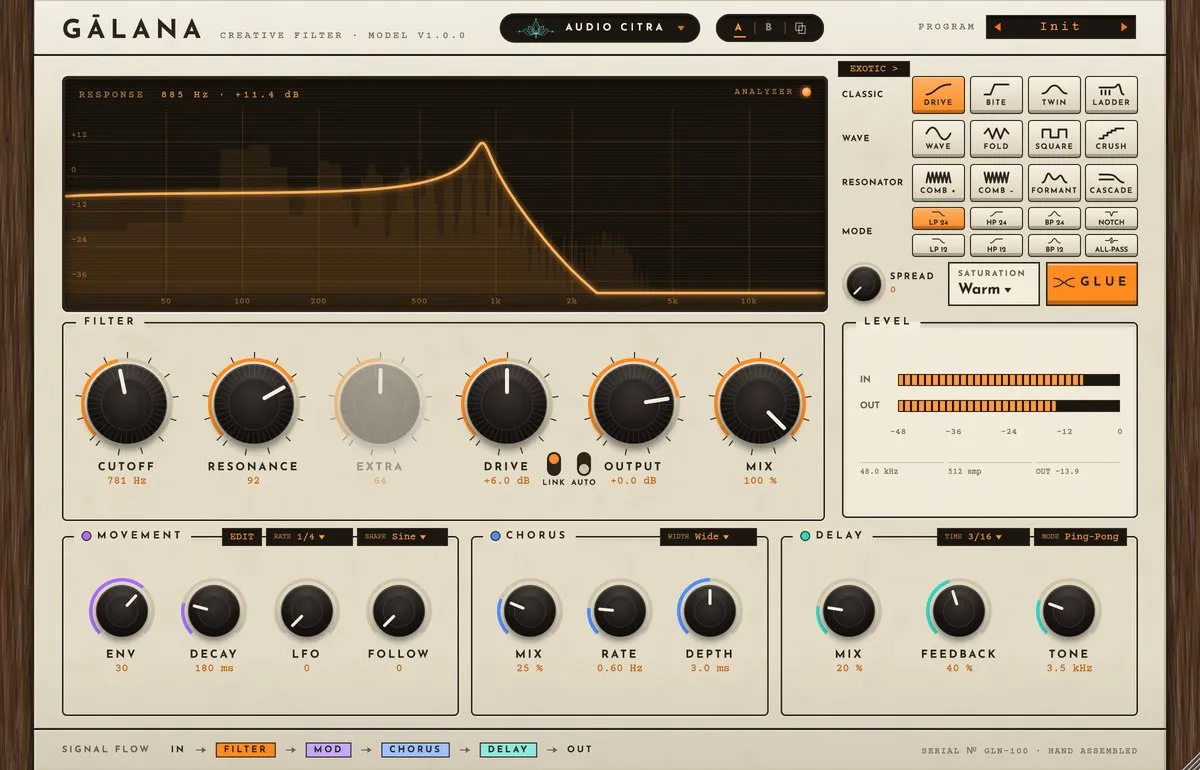 GĀLANA CREATIVE FILTER · MODEL V1.0.0
AUDIO CITRA ▼
A | B
PROGRAM ◀ Init ▶
RESPONSE 885 Hz · +11.4 dB
ANALYZER
+12
0
-12
-24
-36
50 100 200 500 1k 2k 5k 10k
EXOTIC >
CLASSIC DRIVE BITE TWIN LADDER
WAVE WAVE FOLD SQUARE CRUSH
RESONATOR COMB + COMB - FORMANT CASCADE
MODE LP 24 HP 24 BP 24 NOTCH
LP 12 HP 12 BP 12 ALL-PASS
SPREAD
0
SATURATION
Warm ▾
GLUE
FILTER
CUTOFF
781 Hz
RESONANCE
92
EXTRA
64
DRIVE
+6.0 dB
LINK AUTO
OUTPUT
+0.0 dB
MIX
100 %
LEVEL
IN
OUT
-48 -36 -24 -12 0
48.0 kHz 512 smp OUT -13.9
MOVEMENT EDIT RATE 1/4 ▼ SHAPE Sine ▼
ENV
30
DECAY
180 ms
LFO
0
FOLLOW
0
CHORUS WIDTH Wide ▼
MIX
25 %
RATE
0.60 Hz
DEPTH
3.0 ms
DELAY TIME 3/16 ▼ MODE Ping-Pong
MIX
20 %
FEEDBACK
40 %
TONE
3.5 kHz
SIGNAL FLOW IN → FILTER → MOD → CHORUS → DELAY → OUT
SERIAL № GLN-100 · HAND ASSEMBLED